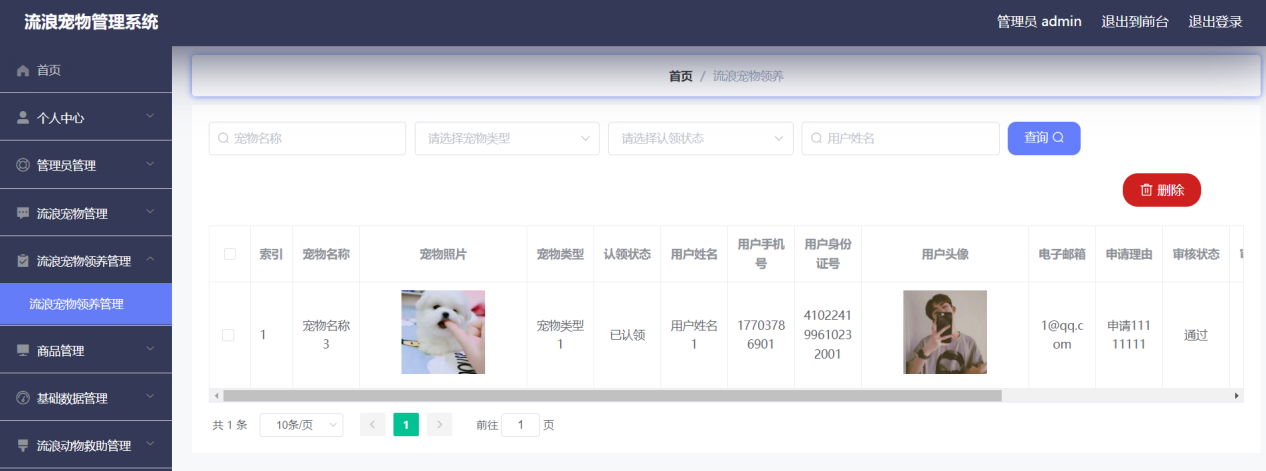 流浪宠物管理系统
管理员 admin 退出到前台 退出登录
首页
个人中心
管理员管理
流浪宠物管理
流浪宠物领养管理
流浪宠物领养管理
商品管理
基础数据管理
流浪动物救助管理
首页 / 流浪宠物领养
宠物名称 请选择宠物类型 请选择认领状态 用户姓名 查询
删除
索引 宠物名称 宠物照片 宠物类型 认领状态 用户姓名 用户手机号 用户身份证号 用户头像 电子邮箱 申请理由 审核状态
1 宠物名称3 宠物类型1 已认领 用户姓名1 17703786901 410224199610232001 1@qq.com 申请11111111 通过
共 1 条 10条/页 1 前往 1 页